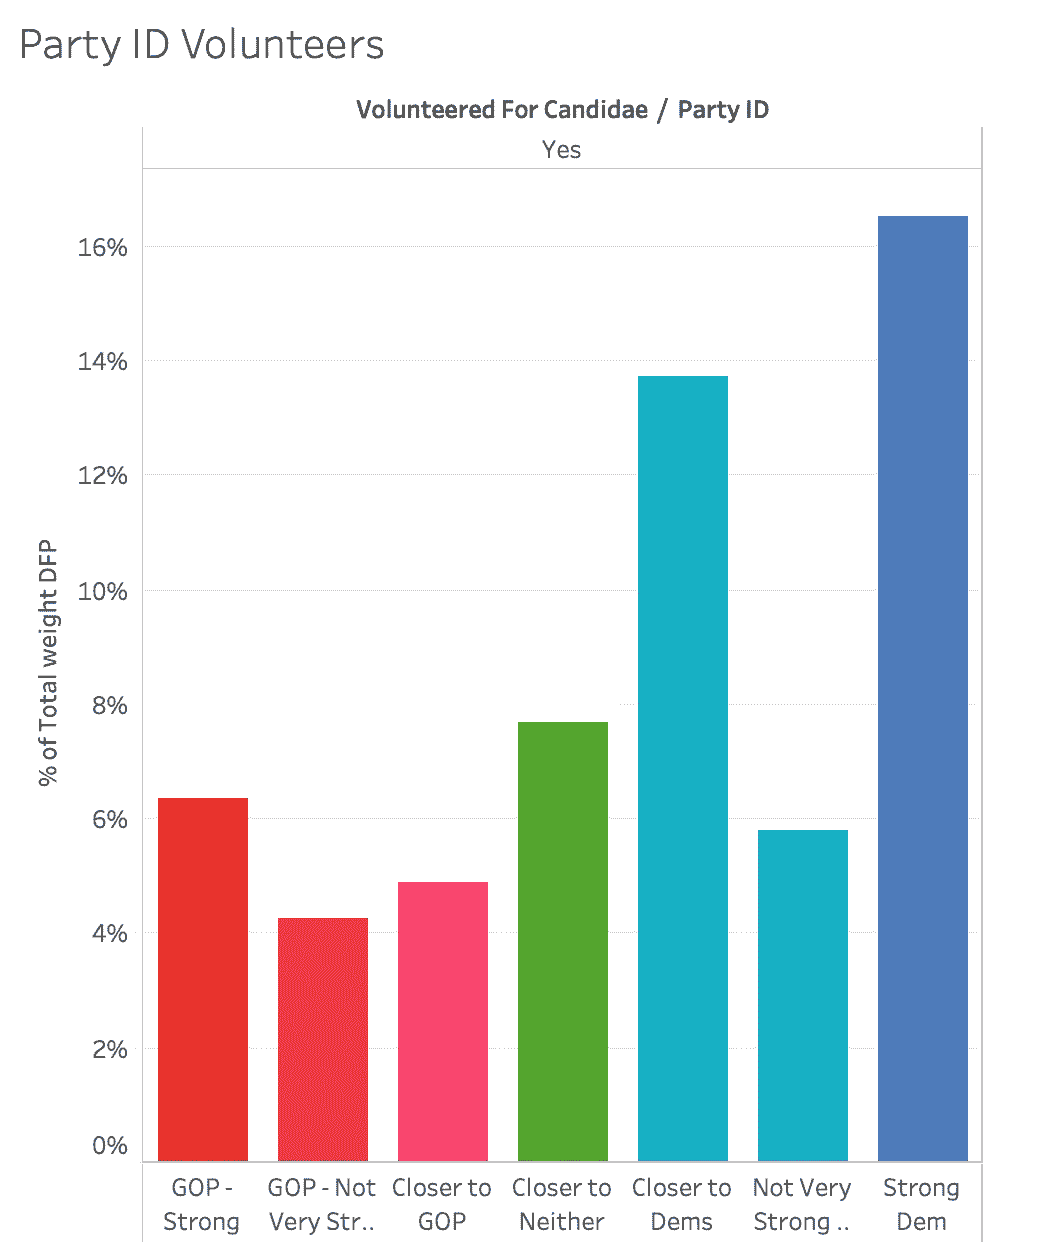 Party ID Volunteers
Volunteered For Candidae / Party ID
Yes
16%
14%
12%
10%
8%
6%
4%
2%
0%
% of Total weight DFP
GOP -
Strong
GOP - Not
Very Str..
Closer to
GOP
Closer to
Neither
Closer to
Dems
Not Very
Strong ..
Strong
Dem